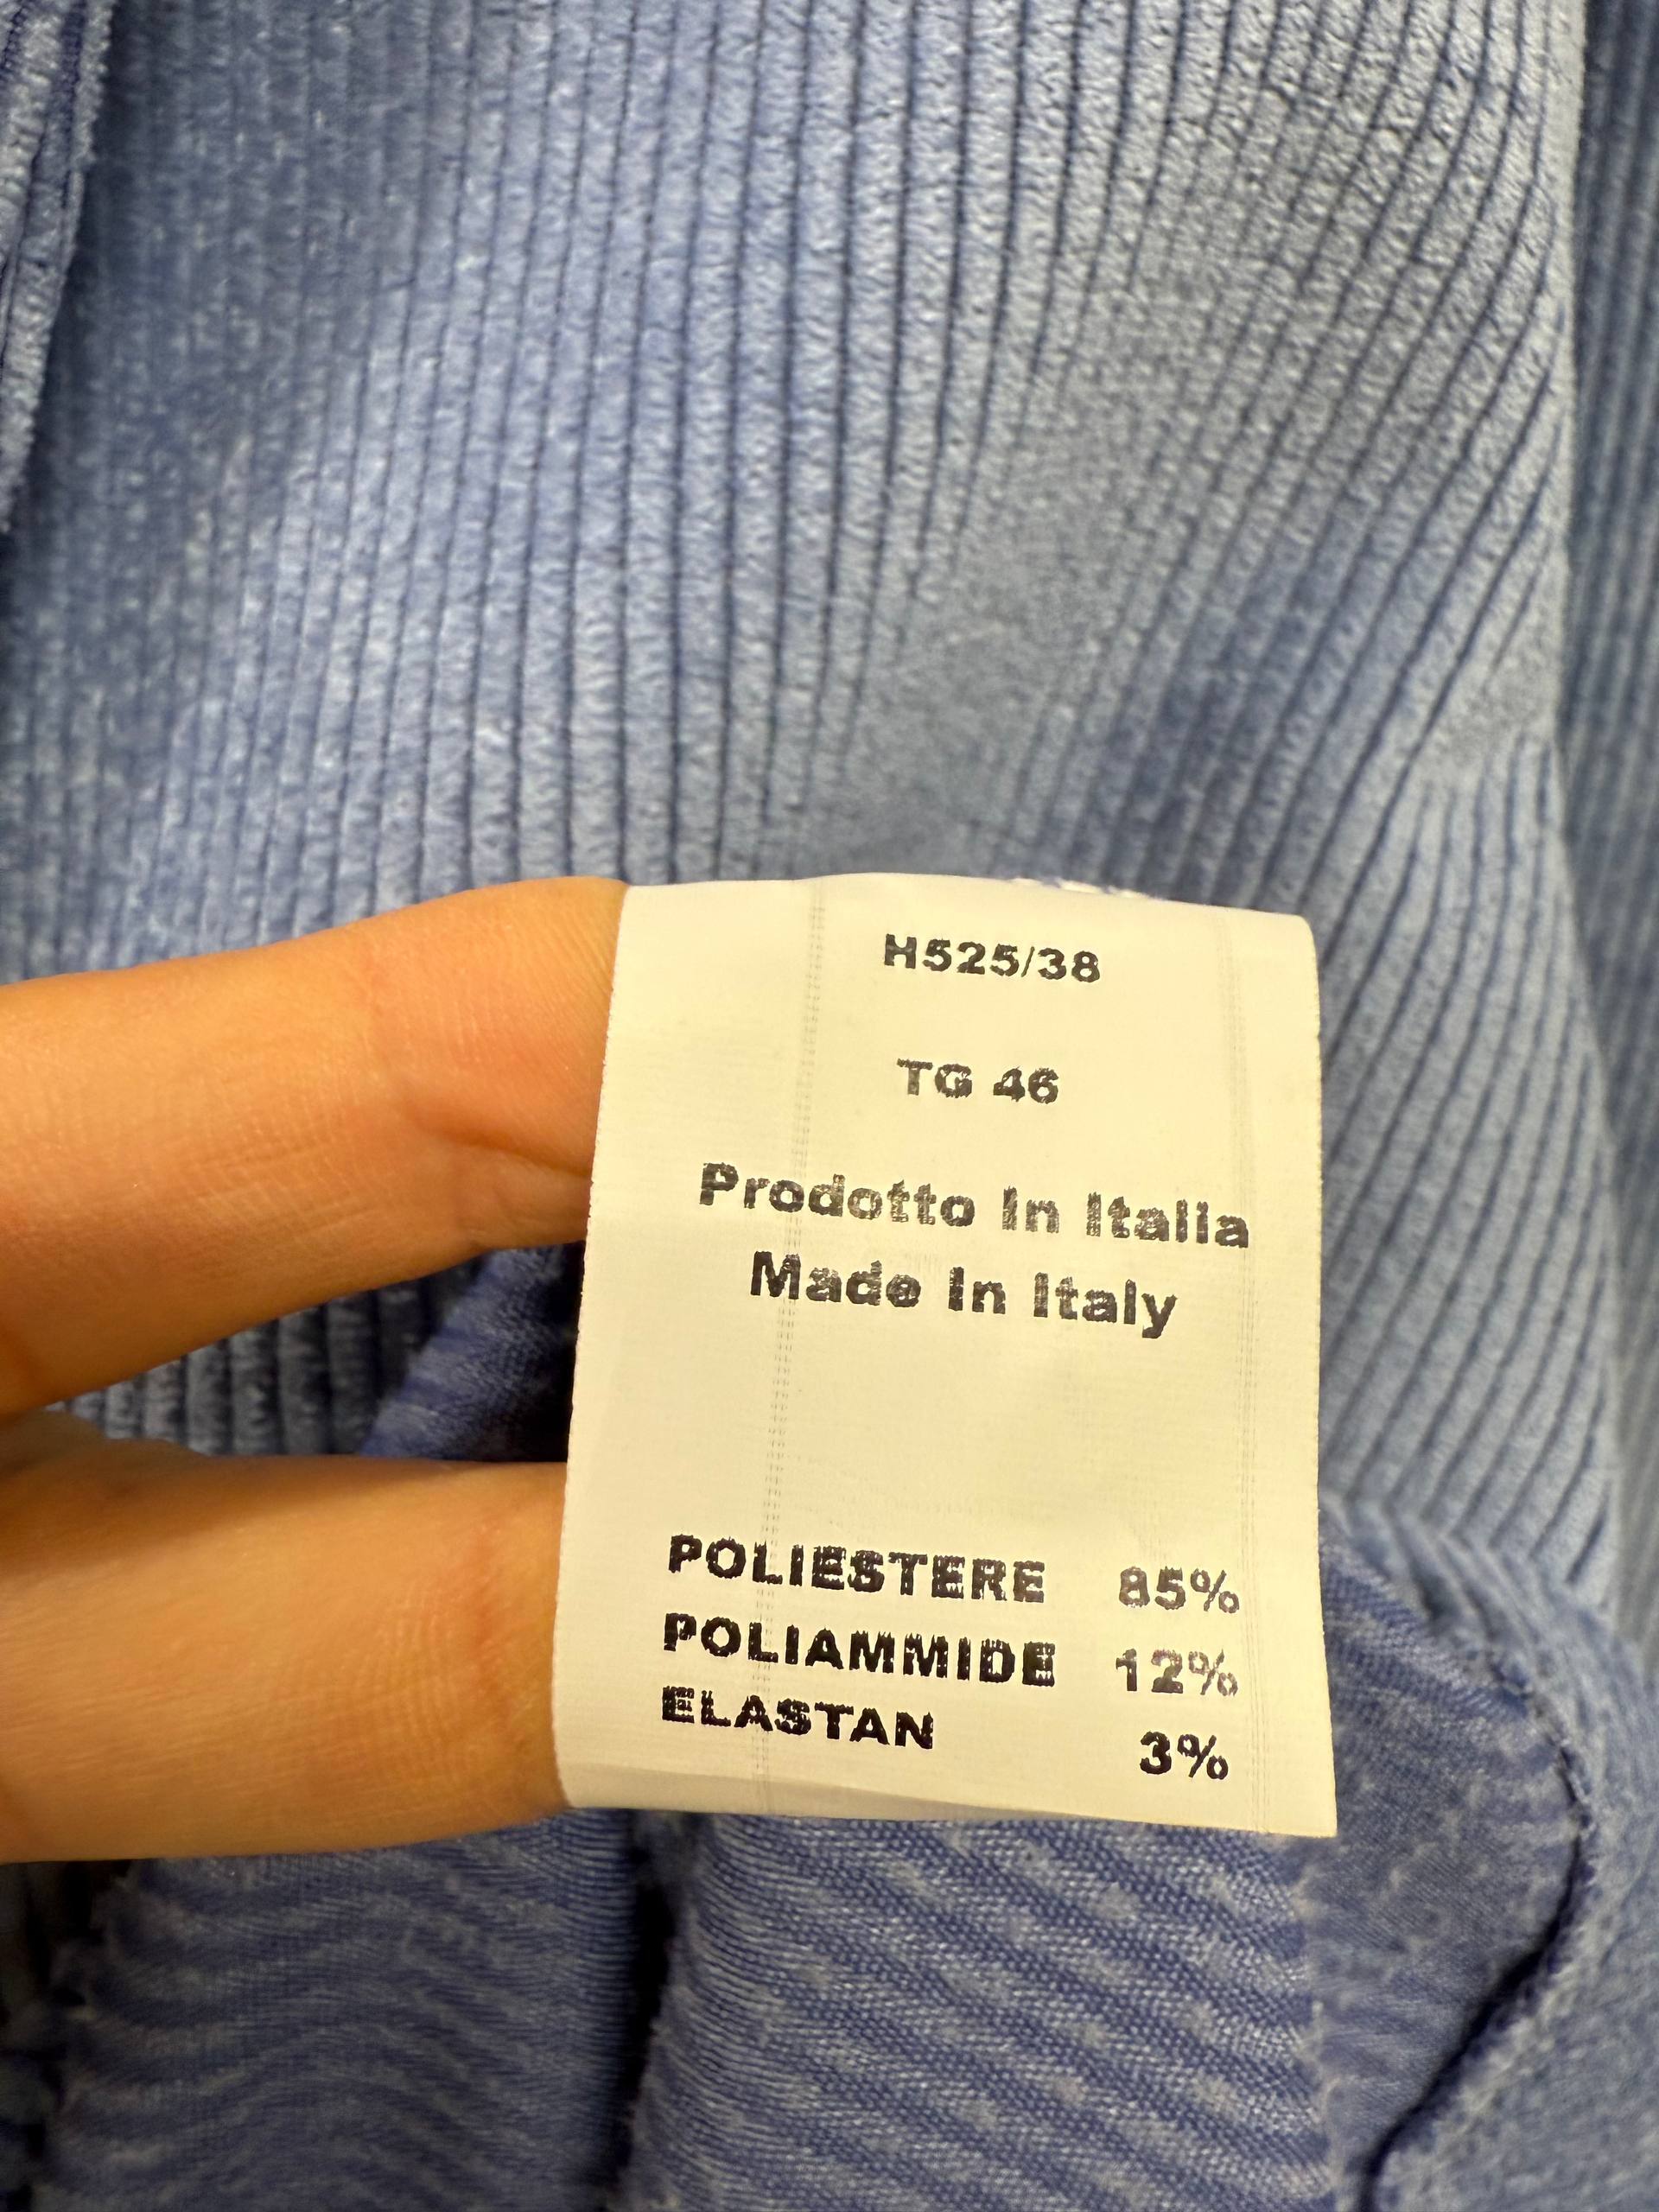 H525/38
TG 46
Prodotto In Italia
Made In Italy
POLIESTERE 85%
POLIAMMIDE 12%
ELASTAN 3%